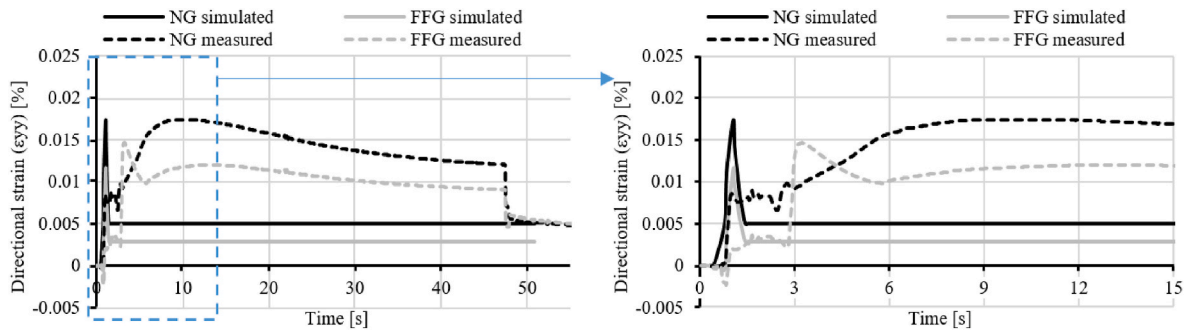 NG simulated FFG simulated
NG measured FFG measured
Directional strain (εyy) [%]
0.025
0.02
0.015
0.01
0.005
0
-0.005
0 10 20 30 40 50
Time [s]
NG simulated FFG simulated
NG measured FFG measured
Directional strain (εyy) [%]
0.025
0.02
0.015
0.01
0.005
0
-0.005
0 3 6 9 12 15
Time [s]